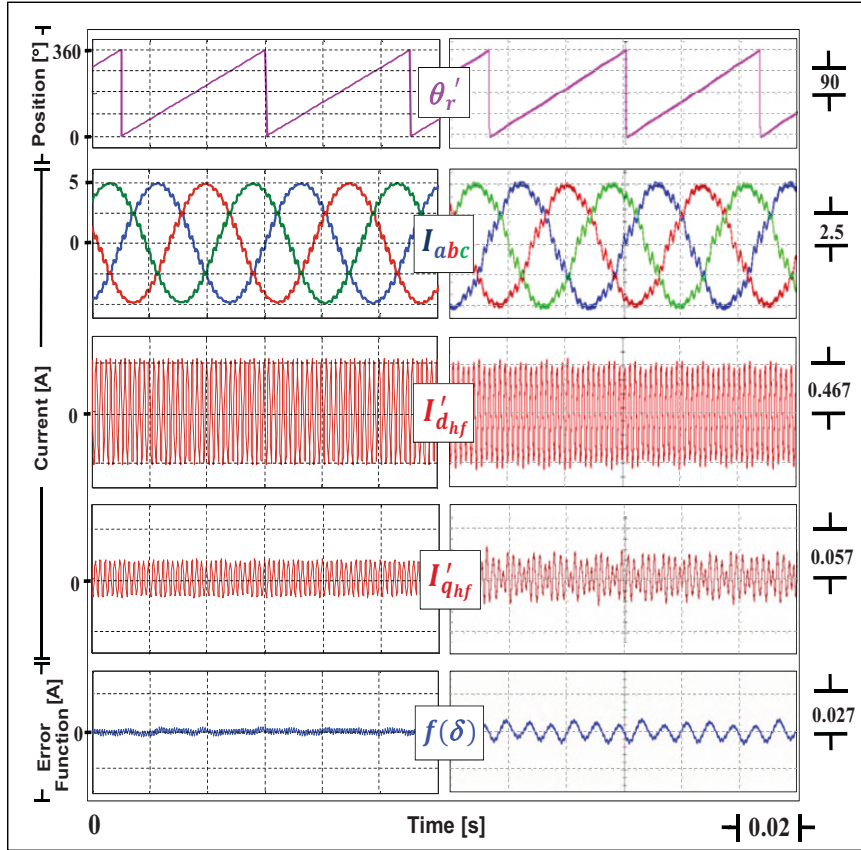 Position [°]
360
0
θr′
90
Current [A]
5
0
Iabc
2.5
0
I′dhf
0.467
0
I′qhf
0.057
Error
Function [A]
0
f(δ)
0.027
0
Time [s]
0.02